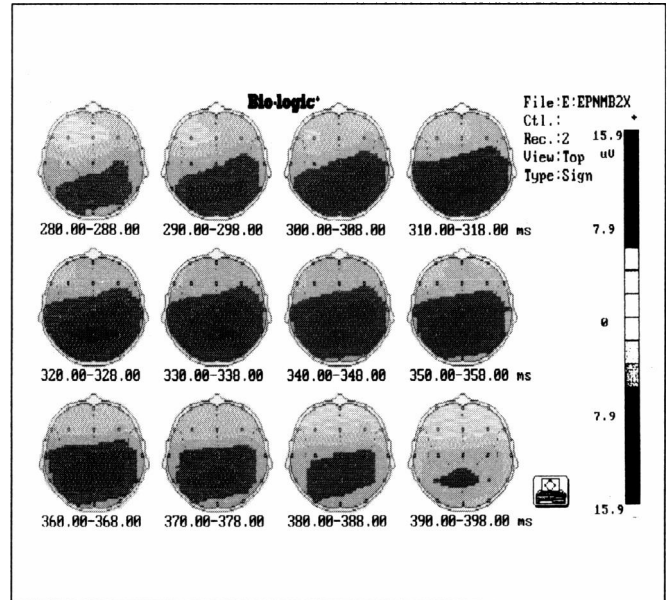 Bio-logic
File:E:EPNMB2X
Ctl.:
Rec.:2
View:Top
Type:Sign
+
15.9
uV
7.9
0
7.9
15.9
280.00-288.00
290.00-298.00
300.00-308.00
310.00-318.00 ms
320.00-328.00
330.00-338.00
340.00-348.00
350.00-358.00 ms
360.00-368.00
370.00-378.00
380.00-388.00
390.00-398.00 ms